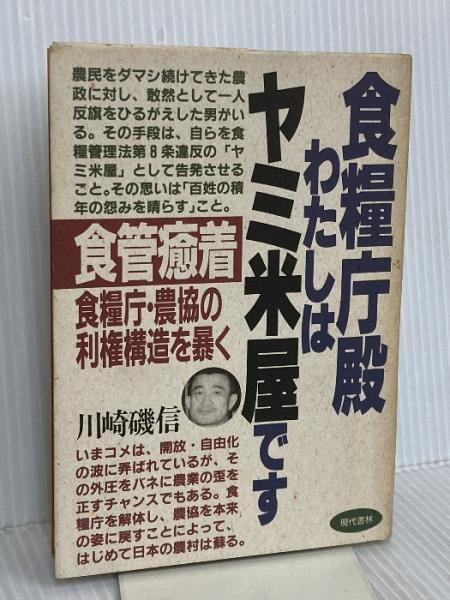 食糧庁殿
わたしは
ヤミ米屋です
農民をダマシ続けてきた農
政に対し、敢然として一人
反旗をひるがえした男がい
る。その手段は、自らを食
糧管理法第8条違反の「ヤ
ミ米屋」として告発させる
こと。その思いは「百姓の積
年の怨みを晴らす」こと。
食管癒着
食糧庁・農協の
利権構造を暴く
川崎磯信
いまコメは、開放・自由化
の波に弄ばれているが、そ
の外圧をバネに農業の歪を
正すチャンスでもある。食
糧庁を解体し、農協を本来
の姿に戻すことによって、
はじめて日本の農村は蘇る。
現代書林